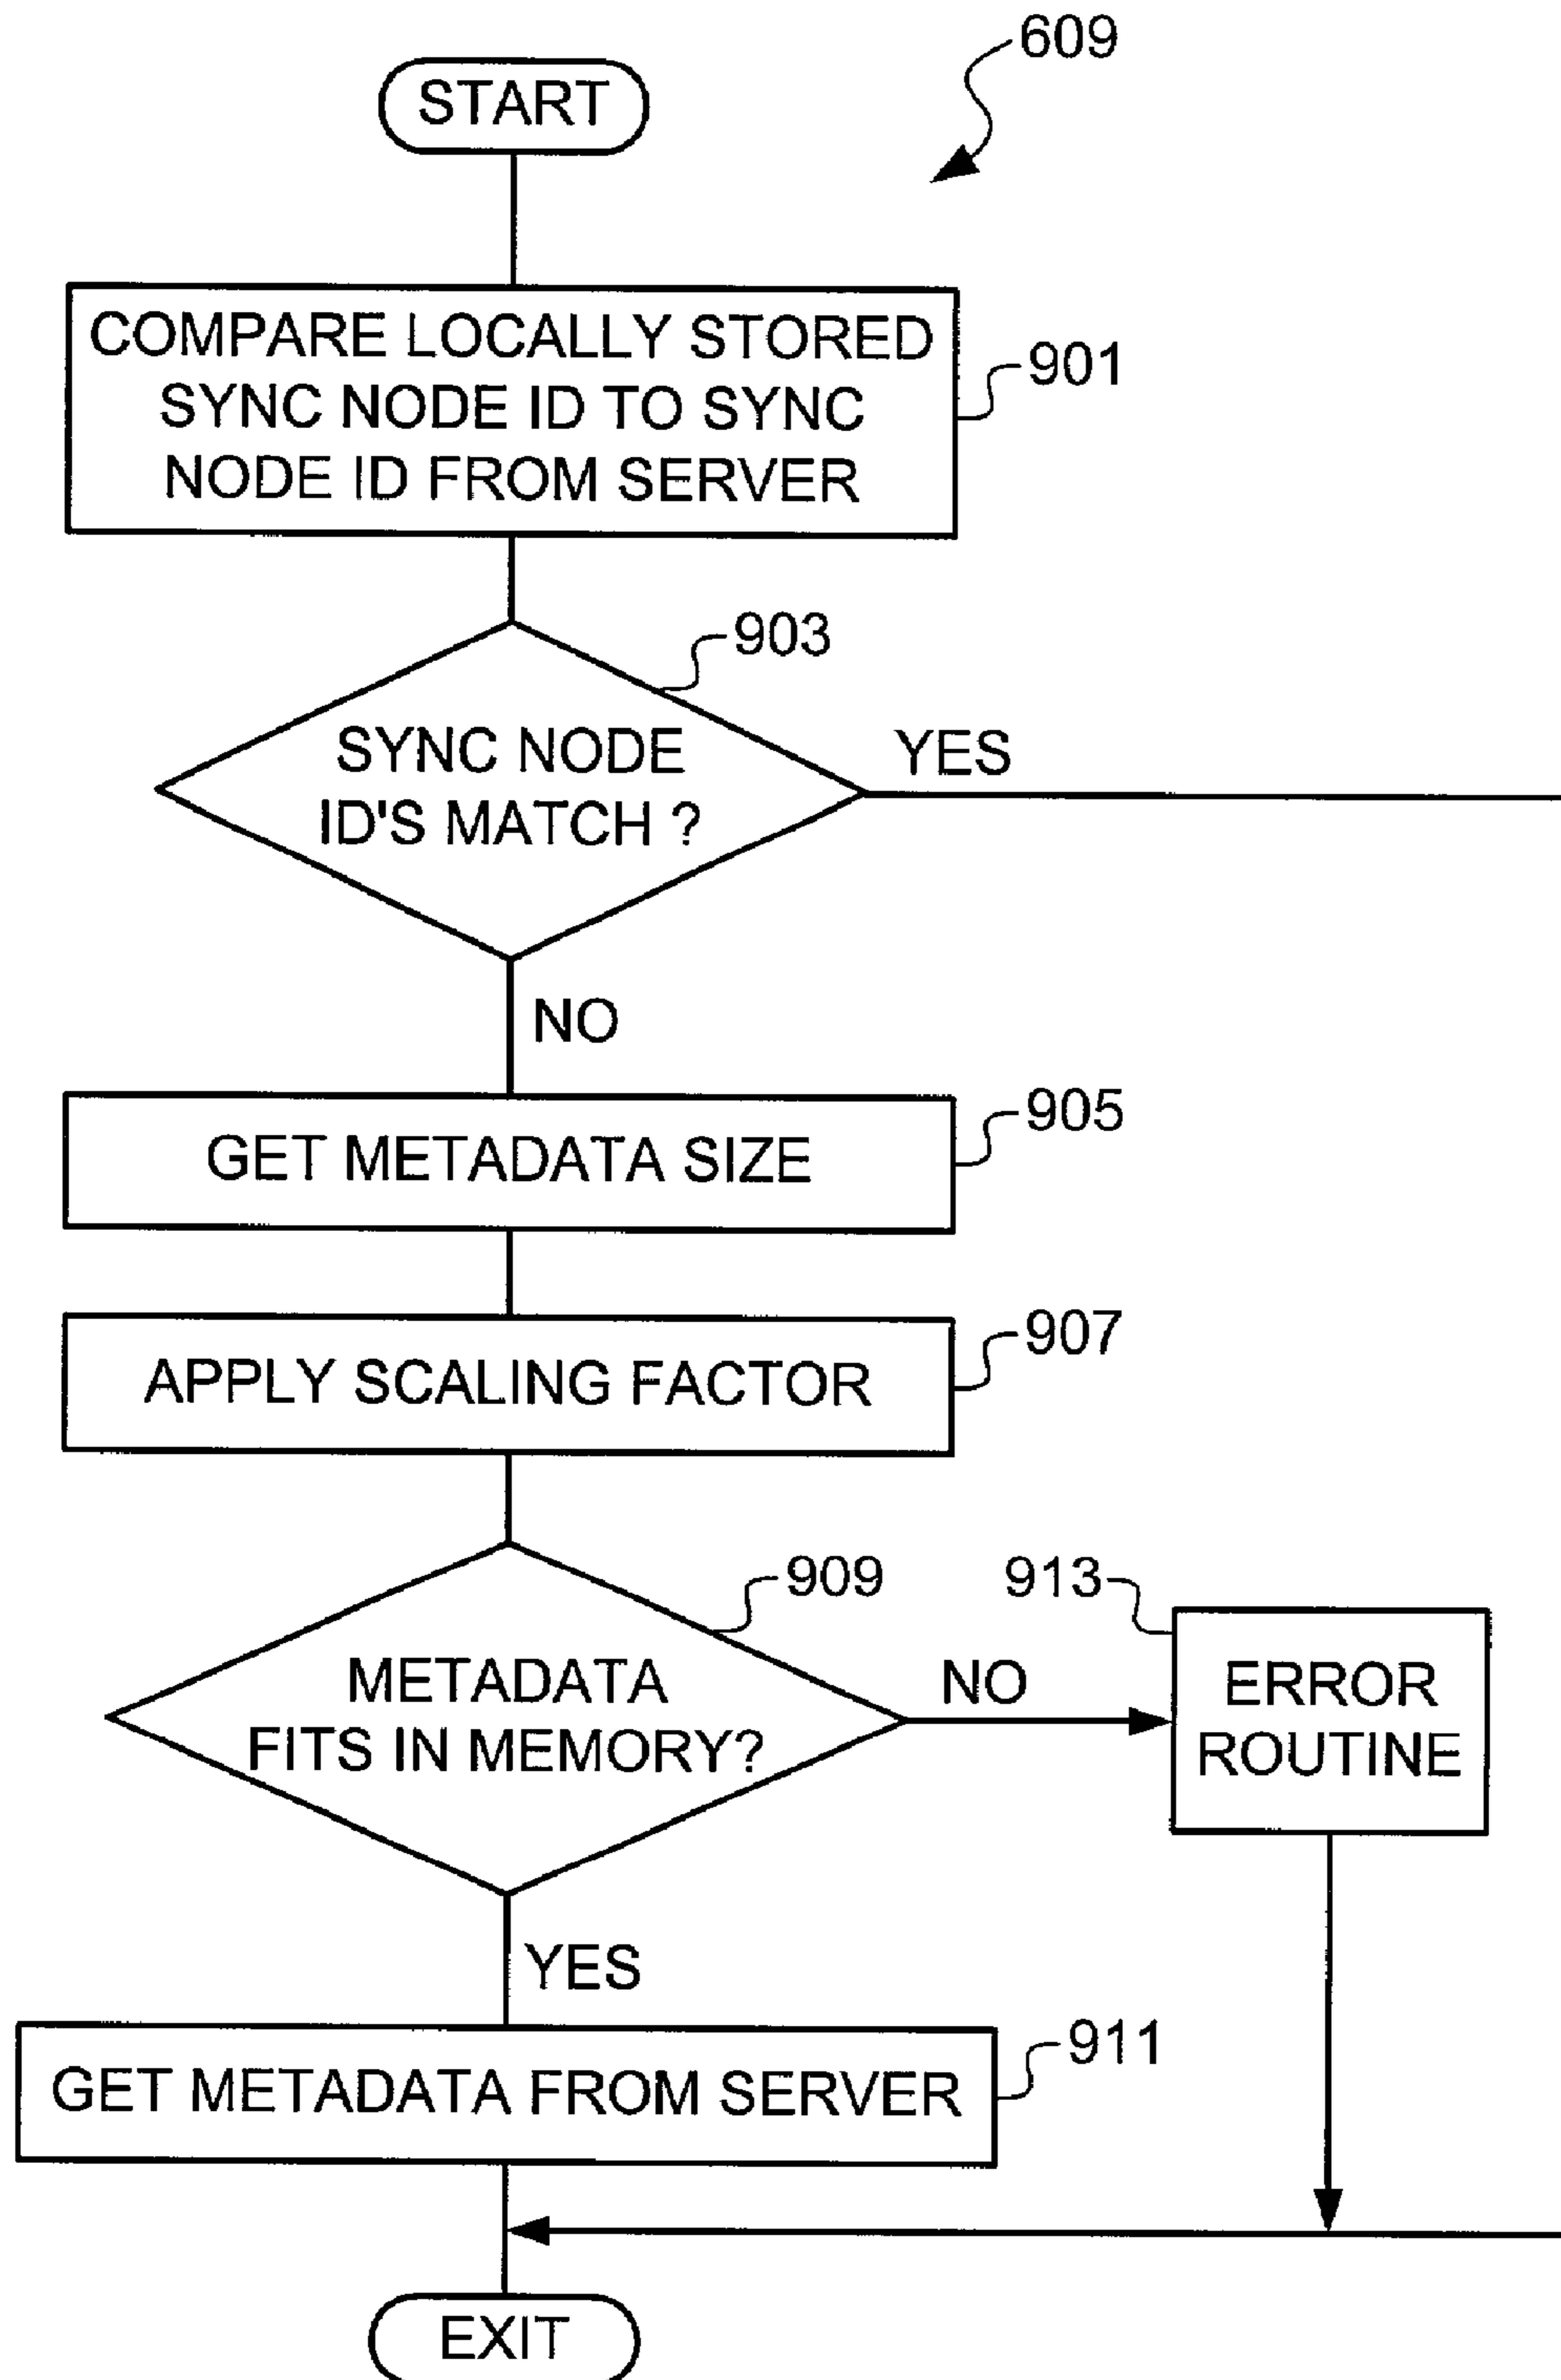 609
START
COMPARE LOCALLY STORED
SYNC NODE ID TO SYNC
NODE ID FROM SERVER
901
903
SYNC NODE
ID'S MATCH ?
YES
NO
905
GET METADATA SIZE
907
APPLY SCALING FACTOR
909
METADATA
FITS IN MEMORY?
NO
913
ERROR
ROUTINE
YES
911
GET METADATA FROM SERVER
EXIT